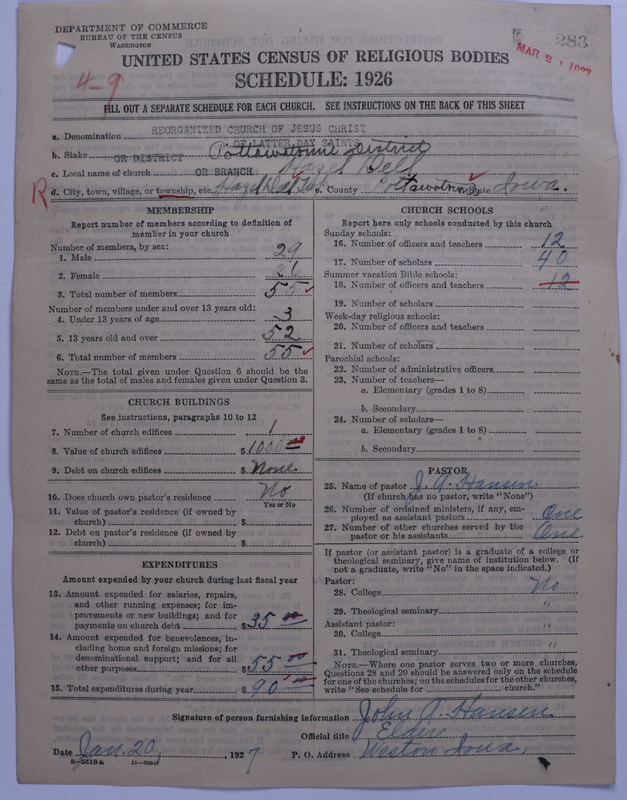 DEPARTMENT OF COMMERCE
BUREAU OF THE CENSUS
WASHINGTON
283
MAR 21 1927
UNITED STATES CENSUS OF RELIGIOUS BODIES
4-9
SCHEDULE: 1926
FILL OUT A SEPARATE SCHEDULE FOR EACH CHURCH. SEE INSTRUCTIONS ON THE BACK OF THIS SHEET
a. Denomination REORGANIZED CHURCH OF JESUS CHRIST
OF LATTER DAY SAINTS
b. Stake OR DISTRICT Pottawatomie District
c. Local name of church OR BRANCH Hazel Dell
R d. City, town, village, or township, etc. Hazel Dell e. County Pottawatomie State Iowa.
MEMBERSHIP
Report number of members according to definition of
member in your church
Number of members, by sex:
1. Male 29
2. Female 26
3. Total number of members 55
Number of members under and over 13 years old:
4. Under 13 years of age 3
5. 13 years old and over 52
6. Total number of members 55
NOTE.—The total given under Question 6 should be the
same as the total of males and females given under Question 3.
CHURCH BUILDINGS
See instructions, paragraphs 10 to 12
7. Number of church edifices 1
8. Value of church edifices $1000.00
9. Debt on church edifices $None
10. Does church own pastor's residence No
Yes or No
11. Value of pastor's residence (if owned by
church) $
12. Debt on pastor's residence (if owned by
church) $
EXPENDITURES
Amount expended by your church during last fiscal year
13. Amount expended for salaries, repairs,
and other running expenses; for im-
provements or new buildings; and for
payments on church debt $35 00
14. Amount expended for benevolences, in-
cluding home and foreign missions; for
denominational support; and for all
other purposes $55 00
15. Total expenditures during year $90 00
CHURCH SCHOOLS
Report here only schools conducted by this church
Sunday schools:
16. Number of officers and teachers 12
17. Number of scholars 40
Summer vacation Bible schools:
18. Number of officers and teachers 12
19. Number of scholars
Week-day religious schools:
20. Number of officers and teachers
21. Number of scholars
Parochial schools:
22. Number of administrative officers
23. Number of teachers—
a. Elementary (grades 1 to 8)
b. Secondary
24. Number of scholars—
a. Elementary (grades 1 to 8)
b. Secondary
PASTOR
25. Name of pastor J. A. Hansen
(If church has no pastor, write "None")
26. Number of ordained ministers, if any, em-
ployed as assistant pastors One
27. Number of other churches served by the
pastor or his assistants One
If pastor (or assistant pastor) is a graduate of a college or
theological seminary, give name of institution below. (If
not a graduate, write "No" in the space indicated.)
Pastor:
28. College No
29. Theological seminary "
Assistant pastor:
30. College "
31. Theological seminary "
NOTE.—Where one pastor serves two or more churches,
Questions 28 and 29 should be answered only on the schedule
for one of the churches; on the schedules for the other churches,
write "See schedule for church."
Signature of person furnishing information John A. Hansen
Official title Elder
Date Jan. 20, 1927 P. O. Address Weston Iowa.
8-5518 a